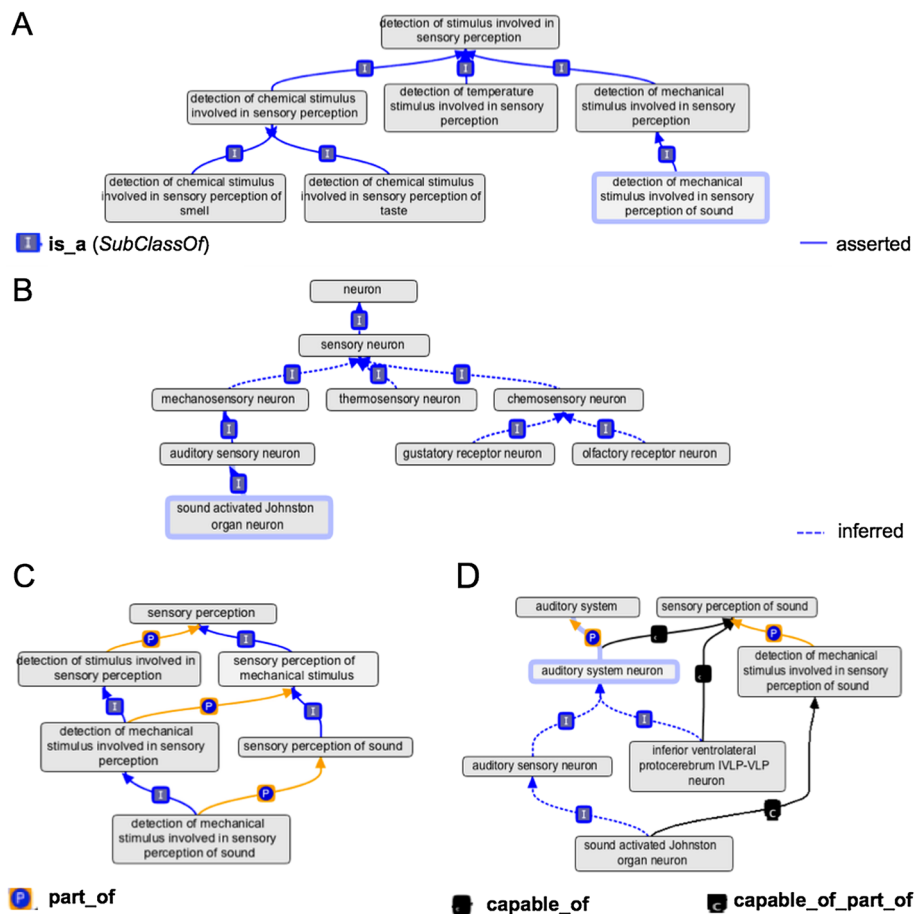 A
detection of stimulus involved in
sensory perception
I
I
I
detection of chemical stimulus
involved in sensory perception
detection of temperature
stimulus involved in sensory
perception
detection of mechanical
stimulus involved in sensory
perception
I
I
I
detection of chemical stimulus
involved in sensory perception of
smell
detection of chemical stimulus
involved in sensory perception of
taste
detection of mechanical
stimulus involved in sensory
perception of sound
I is_a (SubClassOf)
asserted
B
neuron
I
sensory neuron
I
I
I
mechanosensory neuron
thermosensory neuron
chemosensory neuron
I
I
I
auditory sensory neuron
gustatory receptor neuron
olfactory receptor neuron
I
sound activated Johnston
organ neuron
inferred
C
sensory perception
P
I
detection of stimulus involved in
sensory perception
sensory perception of
mechanical stimulus
I
P
I
detection of mechanical
stimulus involved in sensory
perception
sensory perception of sound
I
P
detection of mechanical
stimulus involved in sensory
perception of sound
P part_of
D
auditory system
sensory perception of sound
P
P
auditory system neuron
detection of mechanical
stimulus involved in sensory
perception of sound
I
I
auditory sensory neuron
inferior ventrolateral
protocerebrum IVLP-VLP
neuron
I
C
sound activated Johnston
organ neuron
capable_of
C capable_of_part_of